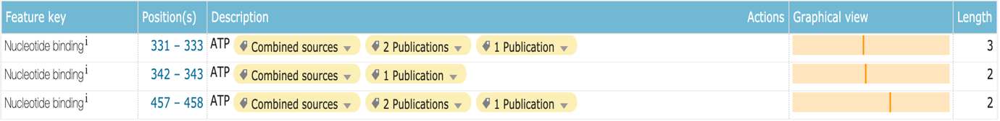 Feature key Position(s) Description Actions Graphical view Length
Nucleotide binding i 331 – 333 ATP Combined sources 2 Publications 1 Publication 3
Nucleotide binding i 342 – 343 ATP Combined sources 1 Publication 2
Nucleotide binding i 457 – 458 ATP Combined sources 2 Publications 1 Publication 2